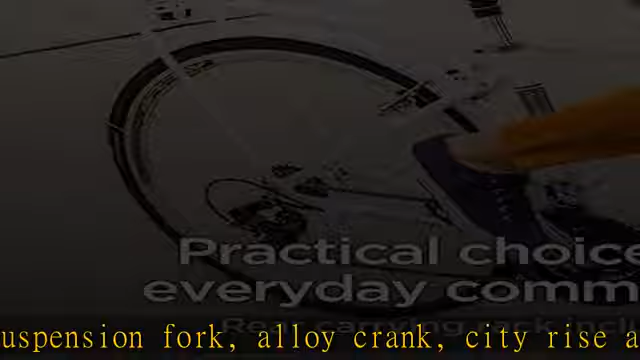 Practical choice
everyday comm
uspension fork, alloy crank, city rise a